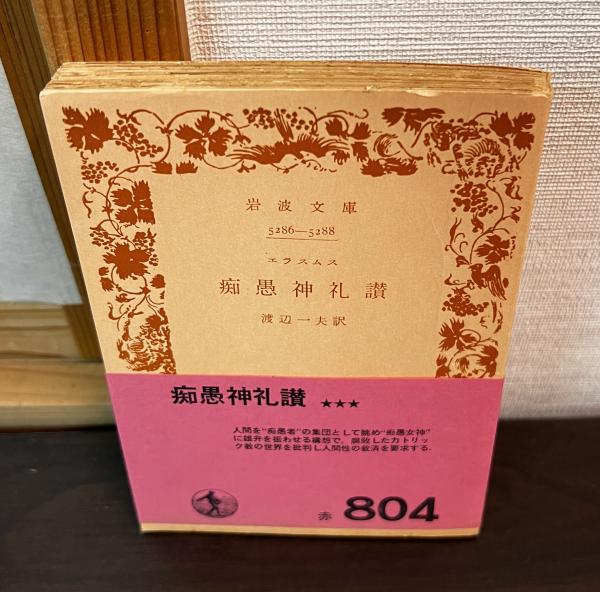 岩波文庫
5286—5288
エラスムス
痴愚神礼讃
渡辺一夫訳
痴愚神礼讃 ★★★
人間を“痴愚者”の集団として眺め“痴愚女神”
に雄弁を振わせる構想で、腐敗したカトリッ
ク教の世界を批判し人間性の救済を要求する.
赤 804